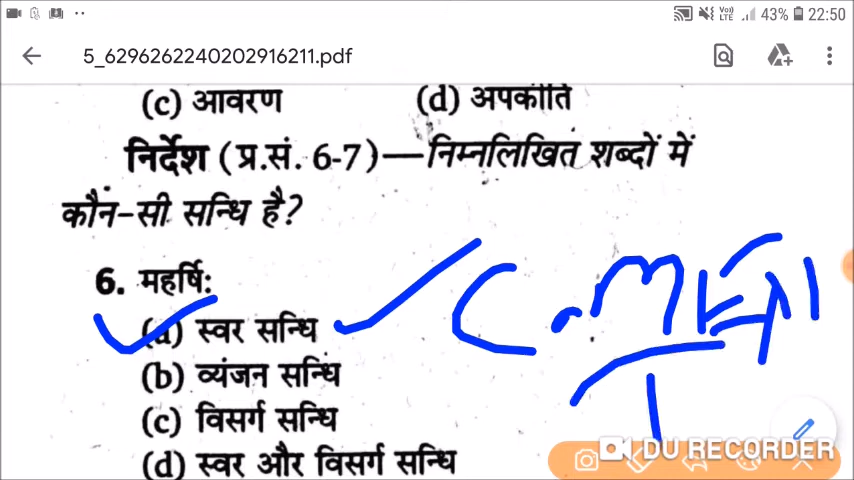 43% 22:50
5_6296262240202916211.pdf
(c) आवरण (d) अपकीर्ति
निर्देश (प्र.सं. 6-7)—निम्नलिखित शब्दों में
कौन-सी सन्धि है?
6. महर्षि:
(a) स्वर सन्धि
(b) व्यंजन सन्धि
(c) विसर्ग सन्धि
(d) स्वर और विसर्ग सन्धि
DU RECORDER